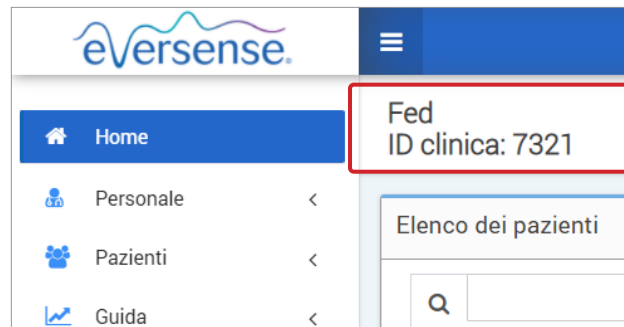 eversense.
Home
Personale
Pazienti
Guida
Fed
ID clinica: 7321
Elenco dei pazienti